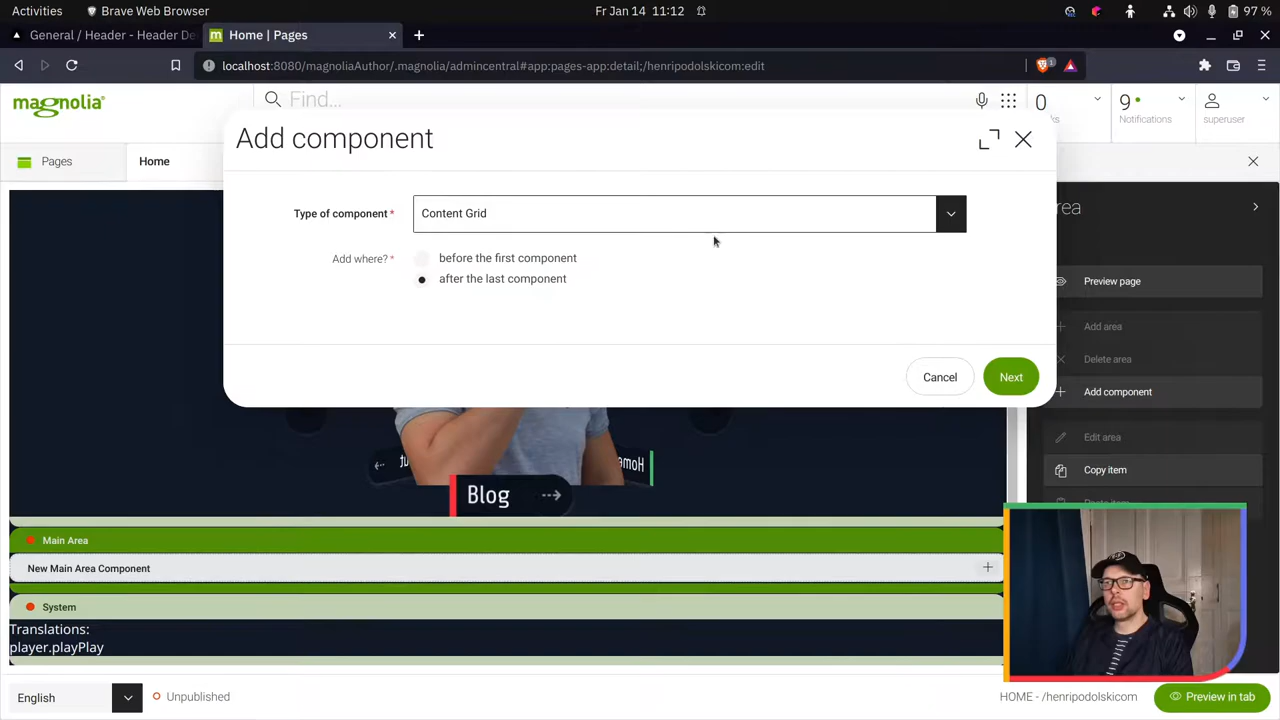 Activities
Brave Web Browser
Fr Jan 14 11:12
97 %
General / Header - Header De
Home | Pages
localhost:8080/magnoliaAuthor/.magnolia/admincentral#app:pages-app:detail;/henripodolskicom:edit
1
magnolia
Find...
0
9
Notifications
superuser
Pages
Home
Add component
Type of component*
Content Grid
Add where?*
before the first component
after the last component
Cancel
Next
Preview page
Add area
Delete area
Add component
Edit area
Copy item
Paste item
Blog
Main Area
New Main Area Component
System
Translations:
player.playPlay
English
Unpublished
HOME - /henripodolskicom
Preview in tab